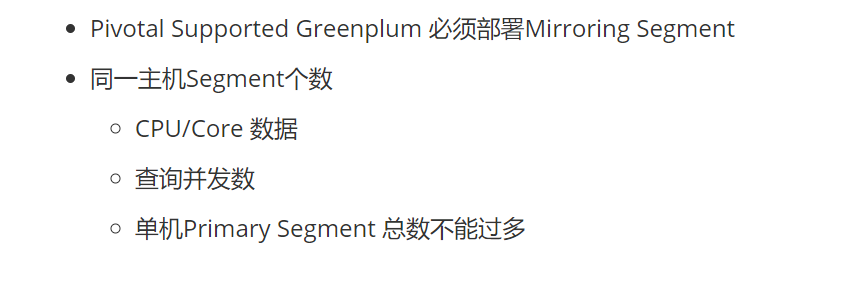 Pivotal Supported Greenplum 必须部署Mirroring Segment
同一主机Segment个数
CPU/Core 数据
查询并发数
单机Primary Segment 总数不能过多